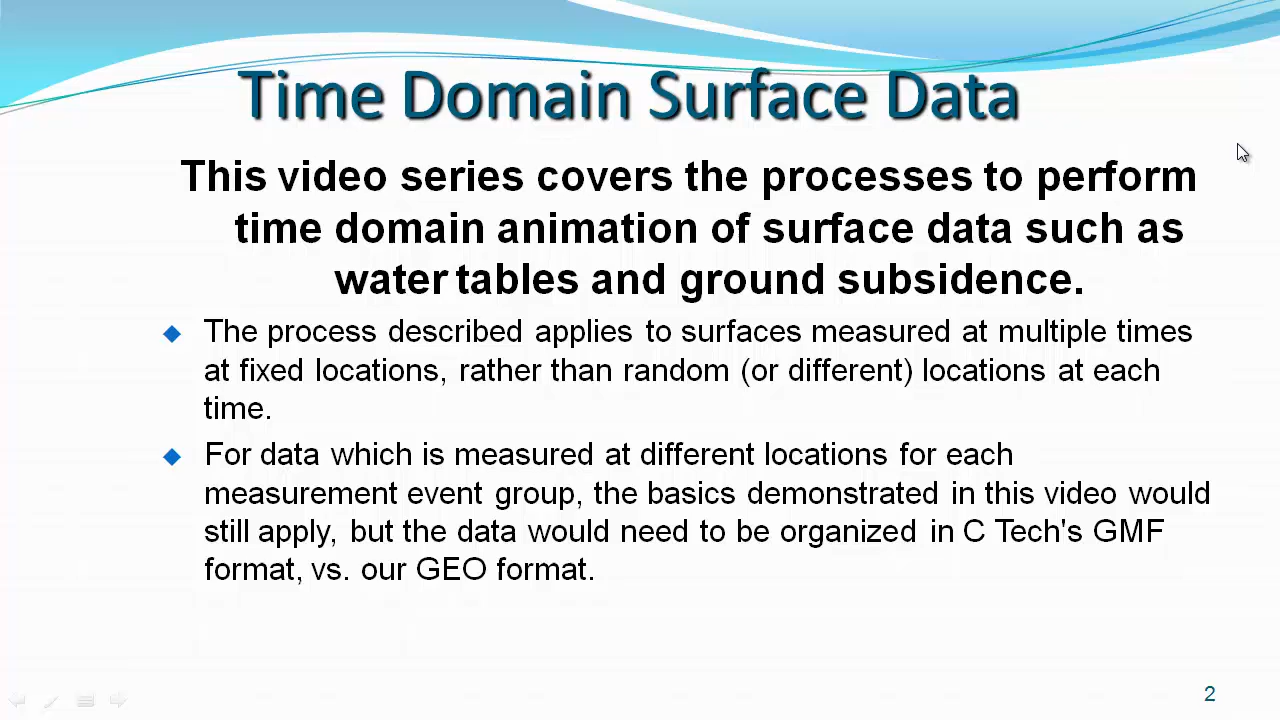 Time Domain Surface Data
This video series covers the processes to perform
time domain animation of surface data such as
water tables and ground subsidence.
The process described applies to surfaces measured at multiple times
at fixed locations, rather than random (or different) locations at each
time.
For data which is measured at different locations for each
measurement event group, the basics demonstrated in this video would
still apply, but the data would need to be organized in C Tech's GMF
format, vs. our GEO format.
2